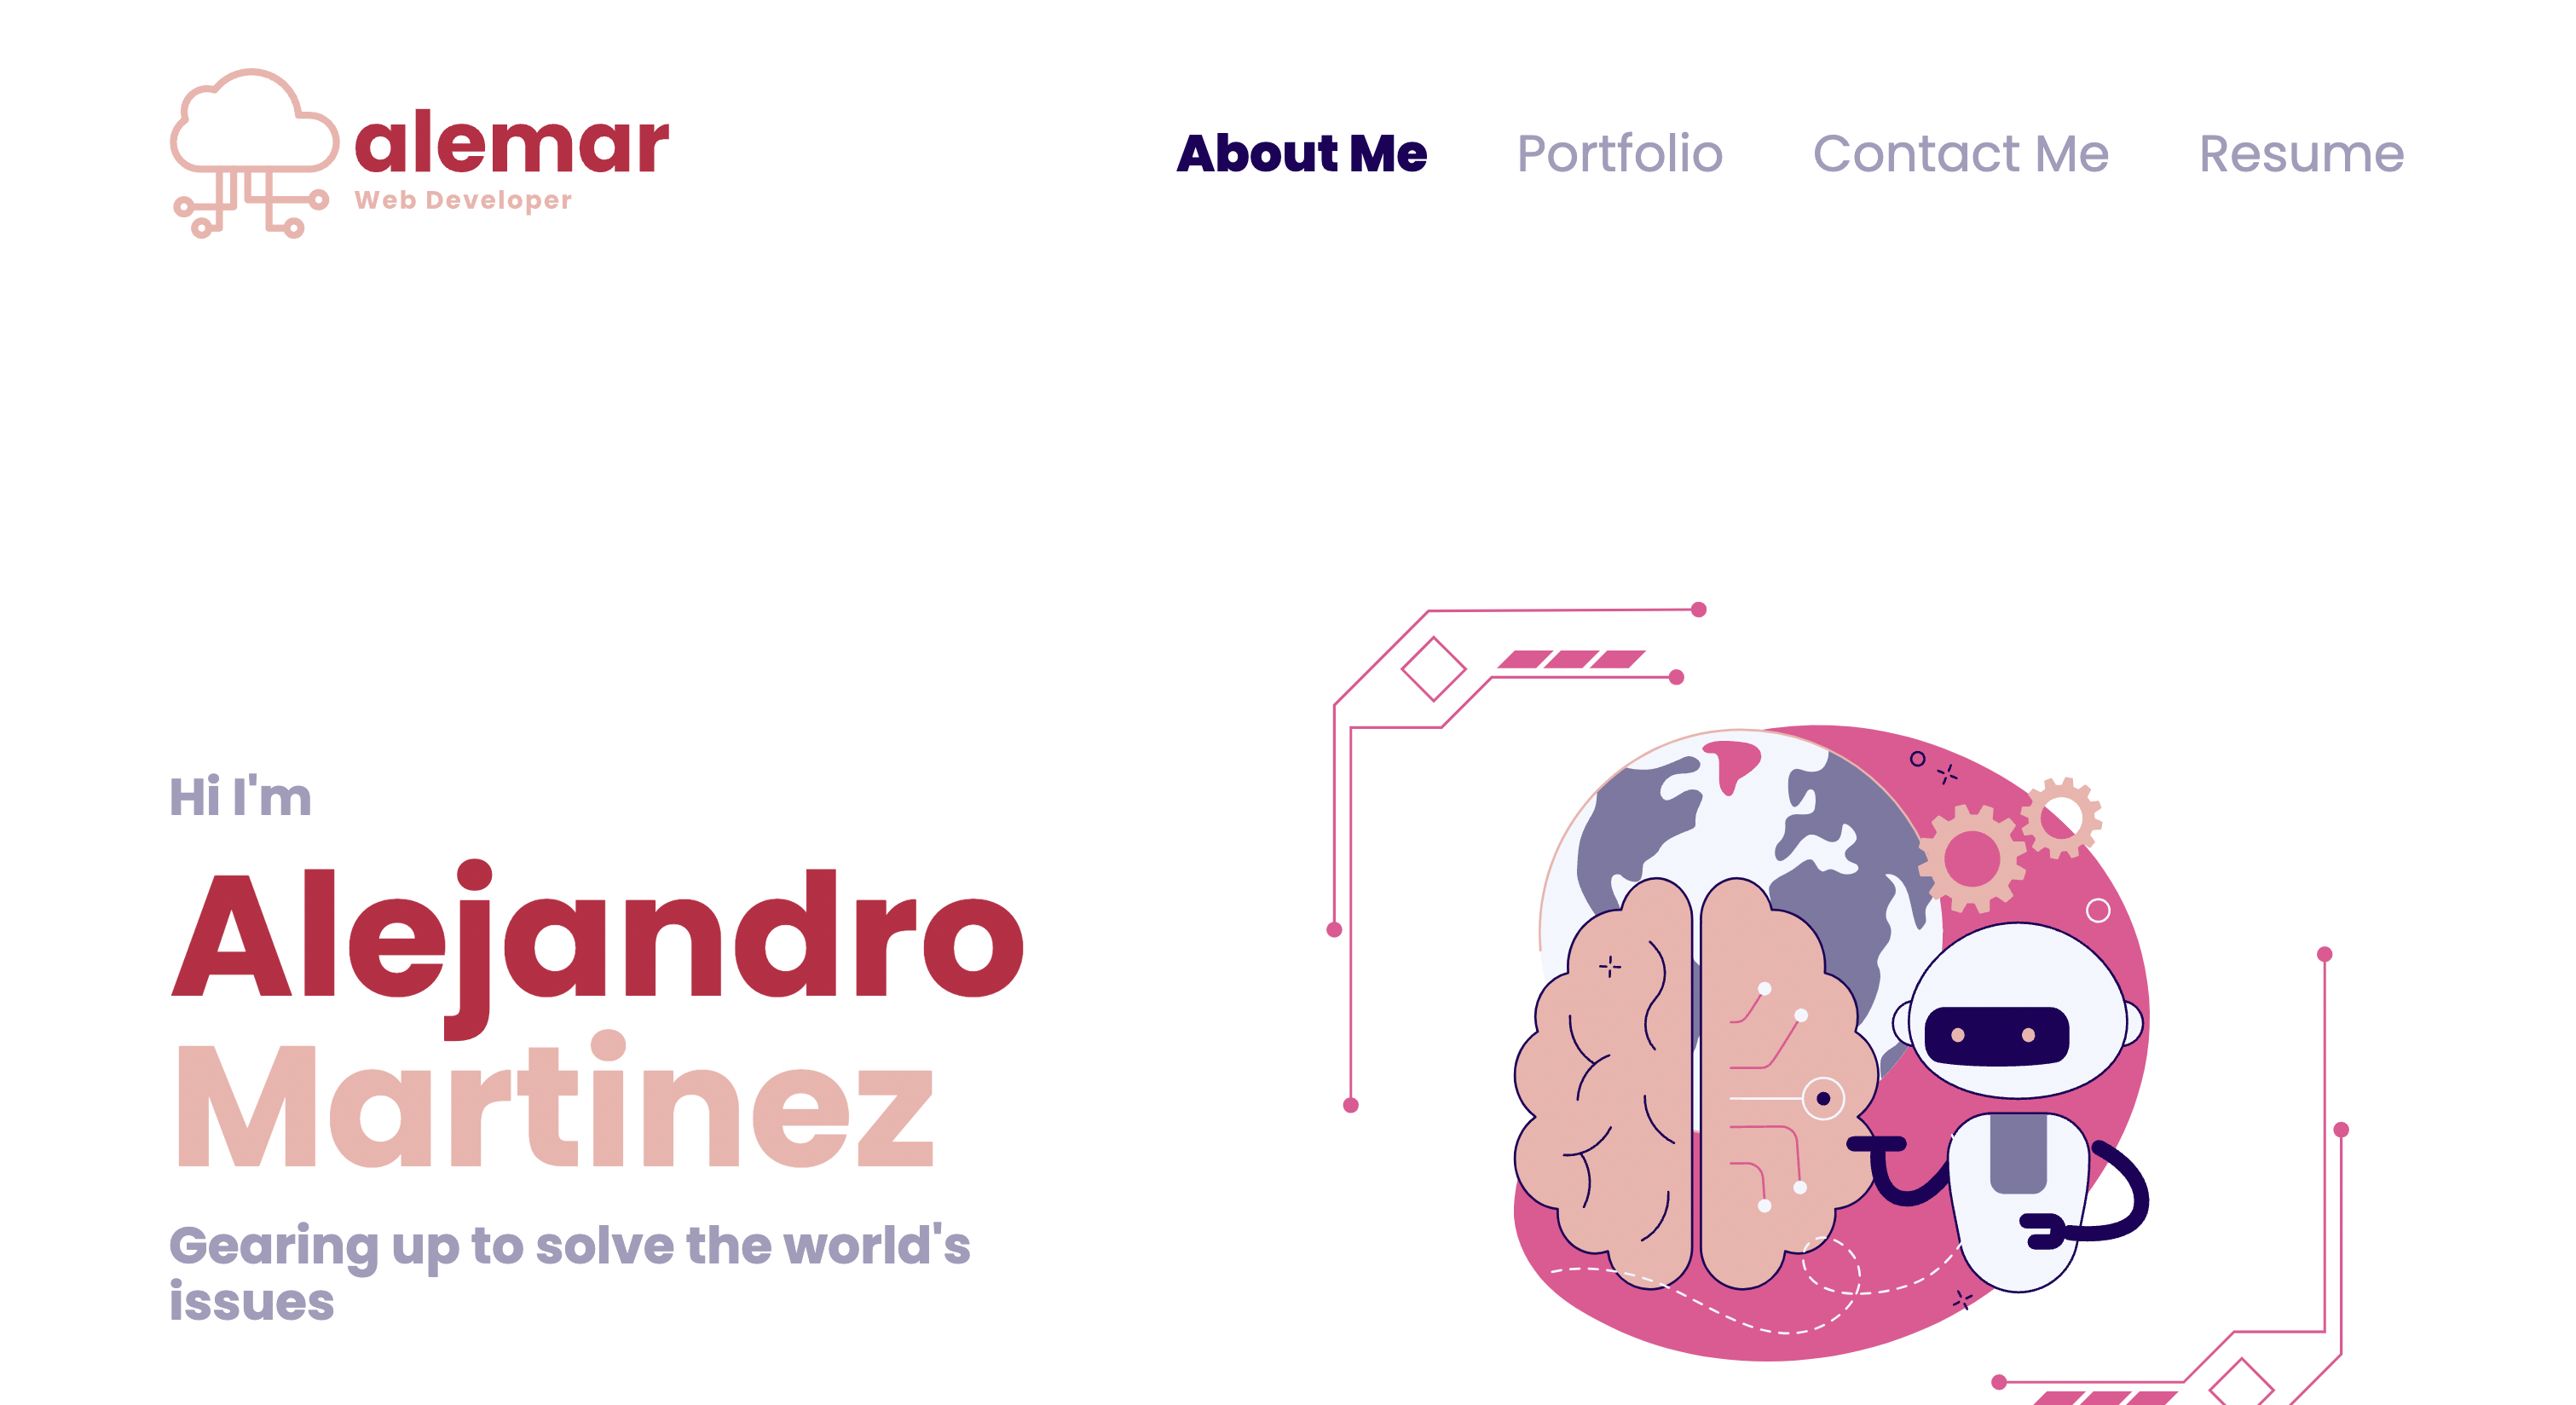 alemar
Web Developer
About Me Portfolio Contact Me Resume
Hi I'm
Alejandro
Martinez
Gearing up to solve the world's
issues